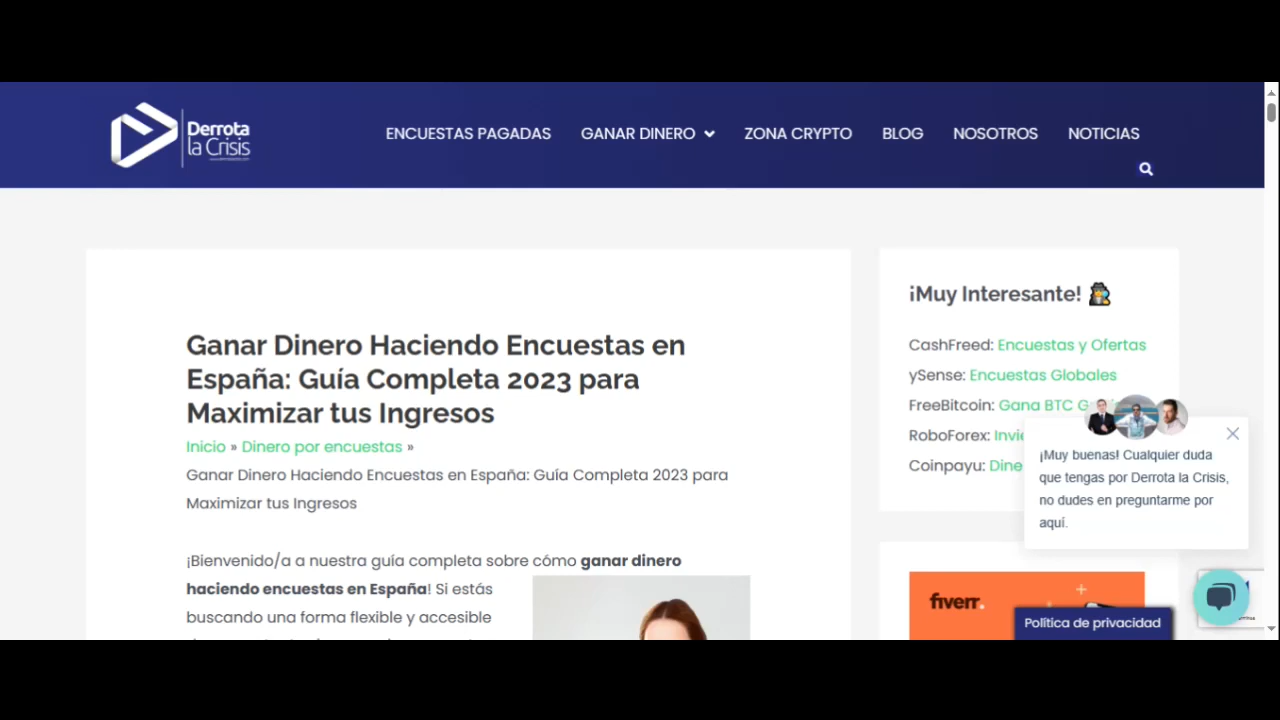 Derrota
la Crisis
ENCUESTAS PAGADAS
GANAR DINERO
ZONA CRYPTO
BLOG
NOSOTROS
NOTICIAS
Ganar Dinero Haciendo Encuestas en
España: Guía Completa 2023 para
Maximizar tus Ingresos
Inicio » Dinero por encuestas »
Ganar Dinero Haciendo Encuestas en España: Guía Completa 2023 para
Maximizar tus Ingresos
¡Bienvenido/a a nuestra guía completa sobre cómo ganar dinero
haciendo encuestas en España! Si estás
buscando una forma flexible y accesible
¡Muy Interesante!
CashFreed: Encuestas y Ofertas
ySense: Encuestas Globales
FreeBitcoin: Gana BTC G
RoboForex: Invie
Coinpayu: Dine
¡Muy buenas! Cualquier duda
que tengas por Derrota la Crisis,
no dudes en preguntarme por
aquí.
fiverr.
Política de privacidad